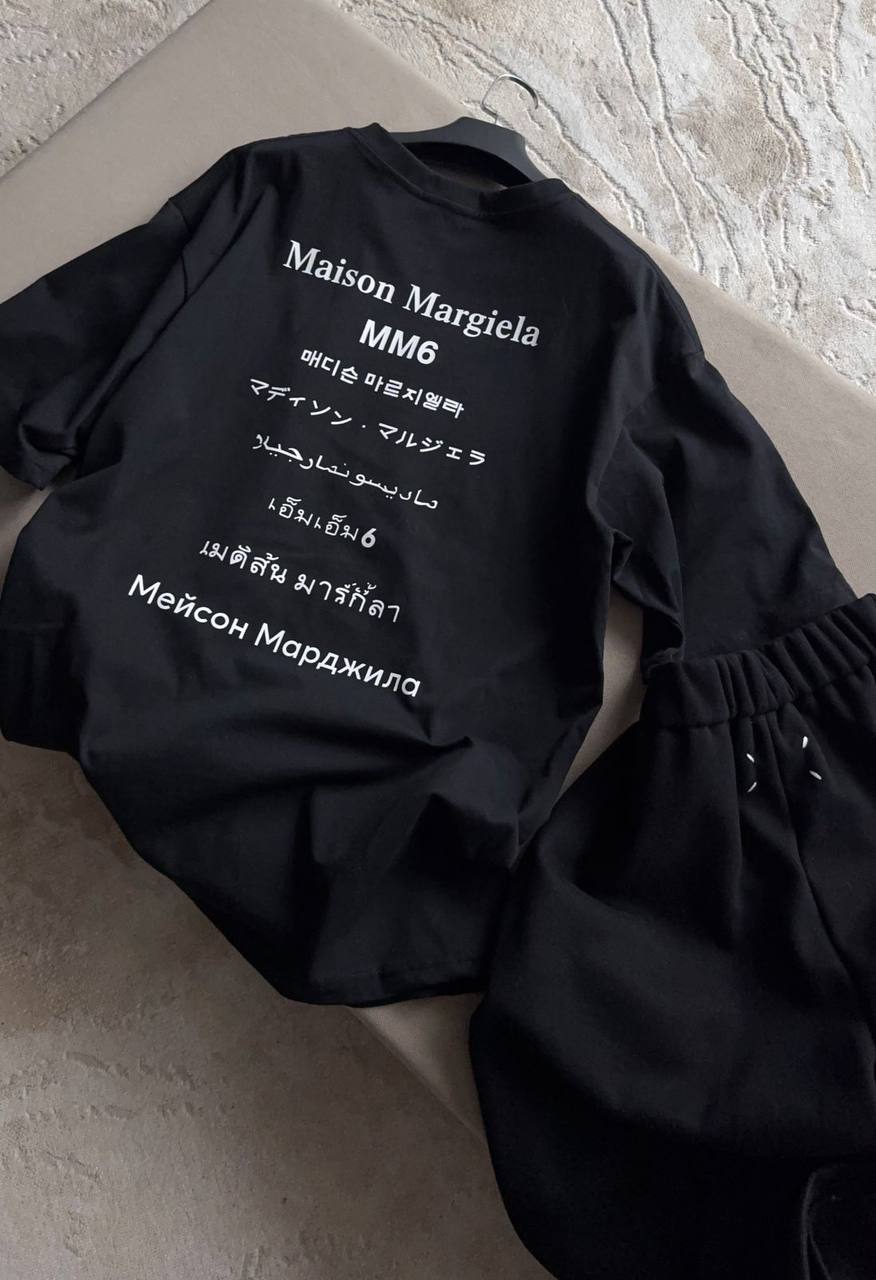 Maison Margiela
MM6
매디슨 마르지엘라
マディソン・マルジェラ
ماديسونمارجيلا
เอ็มเอ็ม6
เมดิสัน มาร์กี้ลา
Мейсон Марджила